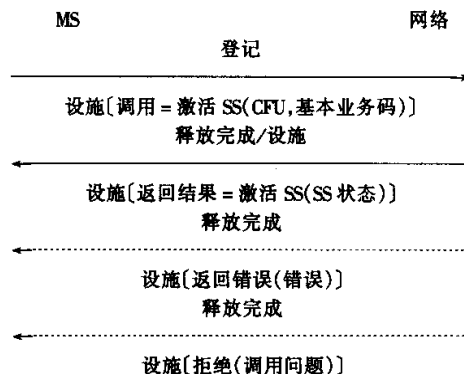 MS 网络
登记
设施〔调用 = 激活 SS(CFU,基本业务码)〕
释放完成/设施
设施〔返回结果 = 激活 SS(SS 状态)〕
释放完成
设施〔返回错误(错误)〕
释放完成
设施〔拒绝(调用问题)〕